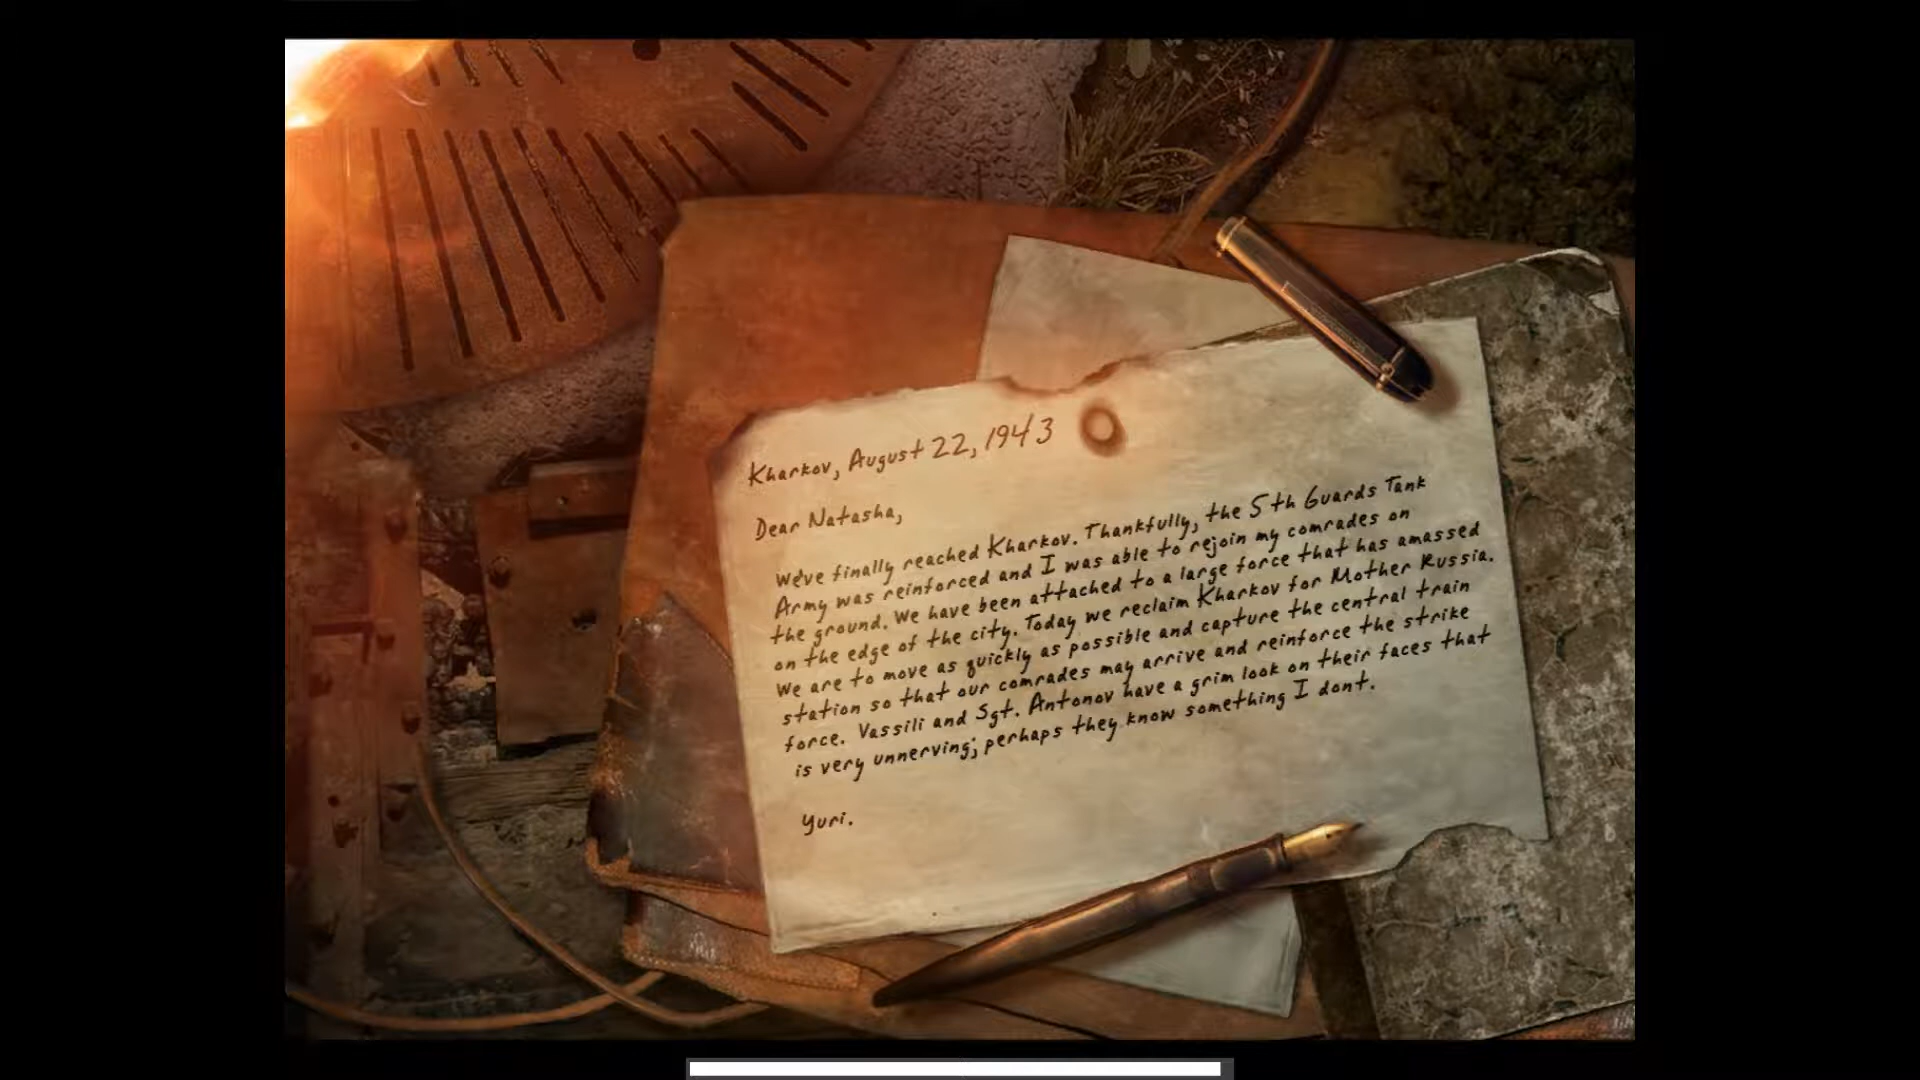 Kharkov, August 22, 1943
Dear Natasha,
We've finally reached Kharkov. Thankfully, the 5th Guards Tank
Army was reinforced and I was able to rejoin my comrades on
the ground. We have been attached to a large force that has amassed
on the edge of the city. Today we reclaim Kharkov for Mother Russia.
We are to move as quickly as possible and capture the central train
station so that our comrades may arrive and reinforce the strike
force. Vassili and Sgt. Antonov have a grim look on their faces that
is very unnerving; perhaps they know something I dont.
Yuri.